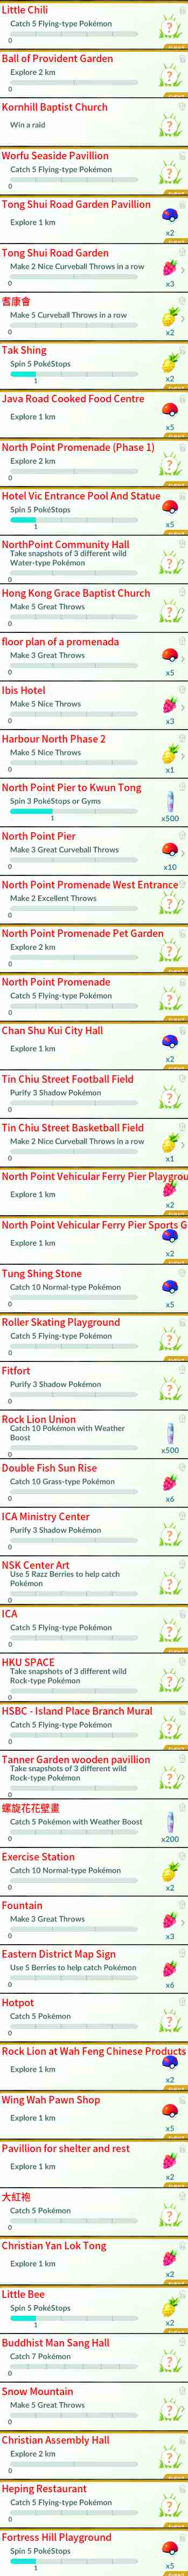 Little Chili
Catch 5 Flying-type Pokémon
0
Ball of Provident Garden
Explore 2 km
0
Kornhill Baptist Church
Win a raid
Worfu Seaside Pavillion
Catch 5 Flying-type Pokémon
0
Tong Shui Road Garden Pavillion
Explore 1 km
0
x2
Tong Shui Road Garden
Make 2 Nice Curveball Throws in a row
0
x3
耆康會
Make 5 Curveball Throws in a row
0
x2
Tak Shing
Spin 5 PokéStops
1
x2
Java Road Cooked Food Centre
Explore 1 km
0
x5
North Point Promenade (Phase 1)
Explore 2 km
0
Hotel Vic Entrance Pool And Statue
Spin 5 PokéStops
1
x5
NorthPoint Community Hall
Take snapshots of 3 different wild
Water-type Pokémon
0
Hong Kong Grace Baptist Church
Make 5 Great Throws
0
floor plan of a promenada
Make 3 Great Throws
0
x5
Ibis Hotel
Make 5 Nice Throws
0
x3
Harbour North Phase 2
Make 5 Nice Throws
0
x1
North Point Pier to Kwun Tong
Spin 3 PokéStops or Gyms
1
x500
North Point Pier
Make 3 Great Curveball Throws
0
x10
North Point Promenade West Entrance
Make 2 Excellent Throws
0
North Point Promenade Pet Garden
Explore 2 km
0
North Point Promenade
Catch 5 Flying-type Pokémon
0
Chan Shu Kui City Hall
Explore 1 km
0
x2
Tin Chiu Street Football Field
Purify 3 Shadow Pokémon
0
Tin Chiu Street Basketball Field
Make 2 Nice Curveball Throws in a row
0
x1
North Point Vehicular Ferry Pier Playgrou
Explore 1 km
0
x2
North Point Vehicular Ferry Pier Sports G
Explore 1 km
0
x2
Tung Shing Stone
Catch 10 Normal-type Pokémon
0
x5
Roller Skating Playground
Catch 5 Flying-type Pokémon
0
Fitfort
Purify 3 Shadow Pokémon
0
Rock Lion Union
Catch 10 Pokémon with Weather
Boost
0
x500
Double Fish Sun Rise
Catch 10 Grass-type Pokémon
0
x6
ICA Ministry Center
Purify 3 Shadow Pokémon
0
NSK Center Art
Use 5 Razz Berries to help catch
Pokémon
0
ICA
Catch 5 Flying-type Pokémon
0
HKU SPACE
Take snapshots of 3 different wild
Rock-type Pokémon
0
HSBC - Island Place Branch Mural
Catch 5 Flying-type Pokémon
0
Tanner Garden wooden pavillion
Take snapshots of 3 different wild
Rock-type Pokémon
0
螺旋花花壁畫
Catch 5 Pokémon with Weather Boost
0
x200
Exercise Station
Catch 10 Normal-type Pokémon
0
x2
Fountain
Make 3 Great Throws
0
x3
Eastern District Map Sign
Use 5 Berries to help catch Pokémon
0
x6
Hotpot
Catch 5 Pokémon
0
Rock Lion at Wah Feng Chinese Products
Explore 1 km
0
x2
Wing Wah Pawn Shop
Explore 1 km
0
x5
Pavillion for shelter and rest
Explore 1 km
0
x2
大紅袍
Catch 5 Pokémon
0
Christian Yan Lok Tong
Explore 1 km
0
x2
Little Bee
Spin 5 PokéStops
1
x2
Buddhist Man Sang Hall
Catch 7 Pokémon
0
Snow Mountain
Make 5 Great Throws
0
Christian Assembly Hall
Explore 2 km
0
Heping Restaurant
Catch 5 Flying-type Pokémon
0
Fortress Hill Playground
Spin 5 PokéStops
1
x5